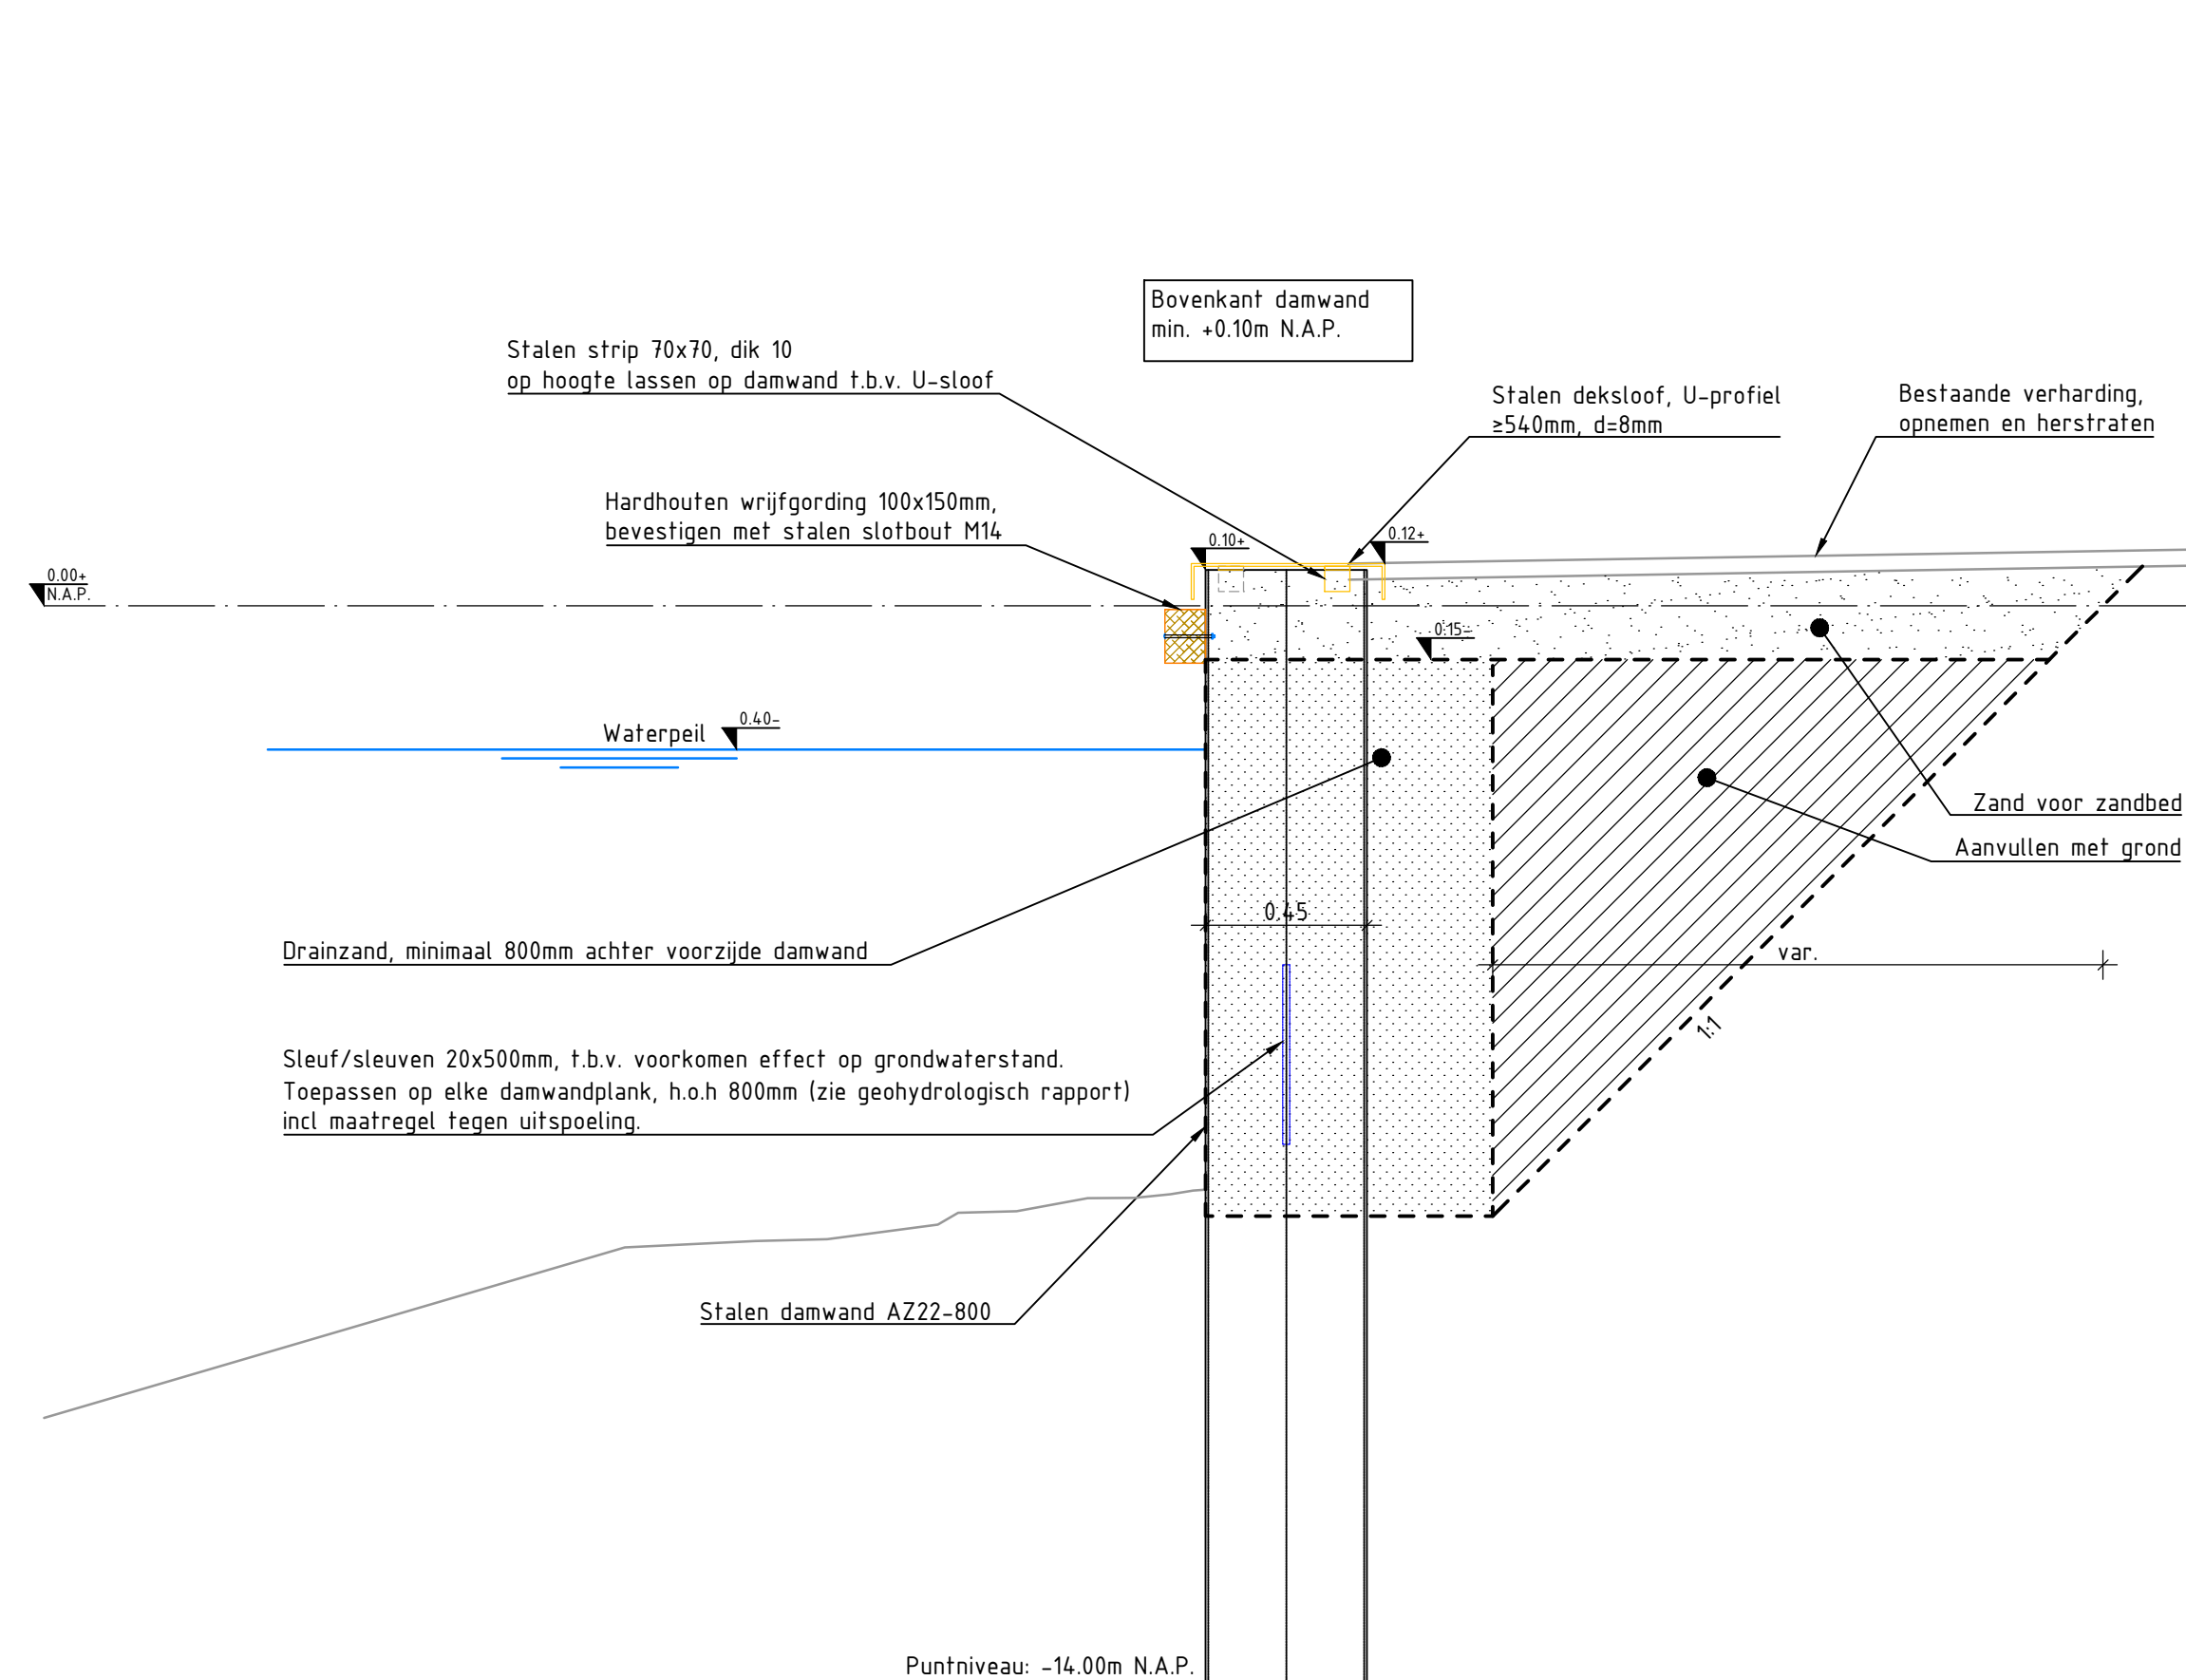 Bovenkant damwand
min. +0.10m N.A.P.
Stalen strip 70x70, dik 10
op hoogte lassen op damwand t.b.v. U-sloof
Stalen deksloof, U-profiel
≥540mm, d=8mm
Bestaande verharding,
opnemen en herstraten
Hardhouten wrijfgording 100x150mm,
bevestigen met stalen slotbout M14
0.10+
0.12+
0.00+
N.A.P.
0.15-
Waterpeil
0.40-
Zand voor zandbed
Aanvullen met grond
0.45
Drainzand, minimaal 800mm achter voorzijde damwand
var.
1:1
Sleuf/sleuven 20x500mm, t.b.v. voorkomen effect op grondwaterstand.
Toepassen op elke damwandplank, h.o.h 800mm (zie geohydrologisch rapport)
incl maatregel tegen uitspoeling.
Stalen damwand AZ22-800
Puntniveau: -14.00m N.A.P.